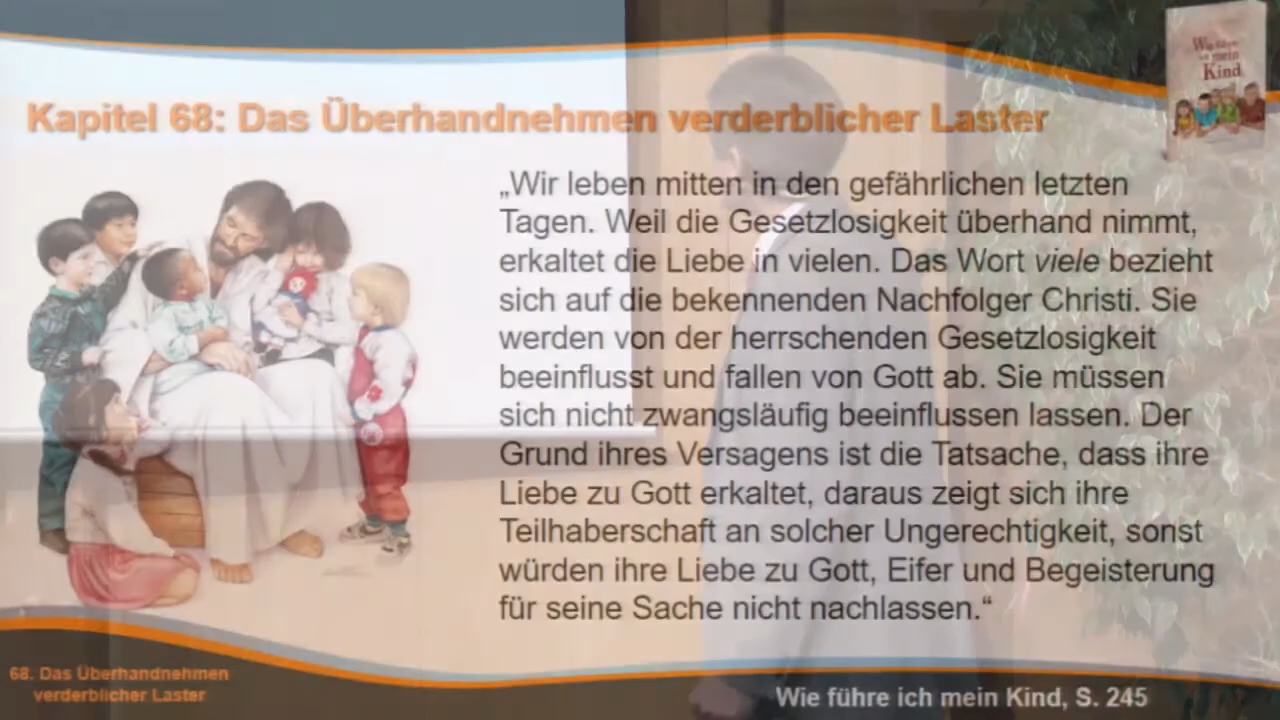 Kapitel 68: Das Überhandnehmen verderblicher Laster
Wie führe
ich mein
Kind
„Wir leben mitten in den gefährlichen letzten
Tagen. Weil die Gesetzlosigkeit überhand nimmt,
erkaltet die Liebe in vielen. Das Wort viele bezieht
sich auf die bekennenden Nachfolger Christi. Sie
werden von der herrschenden Gesetzlosigkeit
beeinflusst und fallen von Gott ab. Sie müssen
sich nicht zwangsläufig beeinflussen lassen. Der
Grund ihres Versagens ist die Tatsache, dass ihre
Liebe zu Gott erkaltet, daraus zeigt sich ihre
Teilhaberschaft an solcher Ungerechtigkeit, sonst
würden ihre Liebe zu Gott, Eifer und Begeisterung
für seine Sache nicht nachlassen.“
68. Das Überhandnehmen
verderblicher Laster
Wie führe ich mein Kind, S. 245